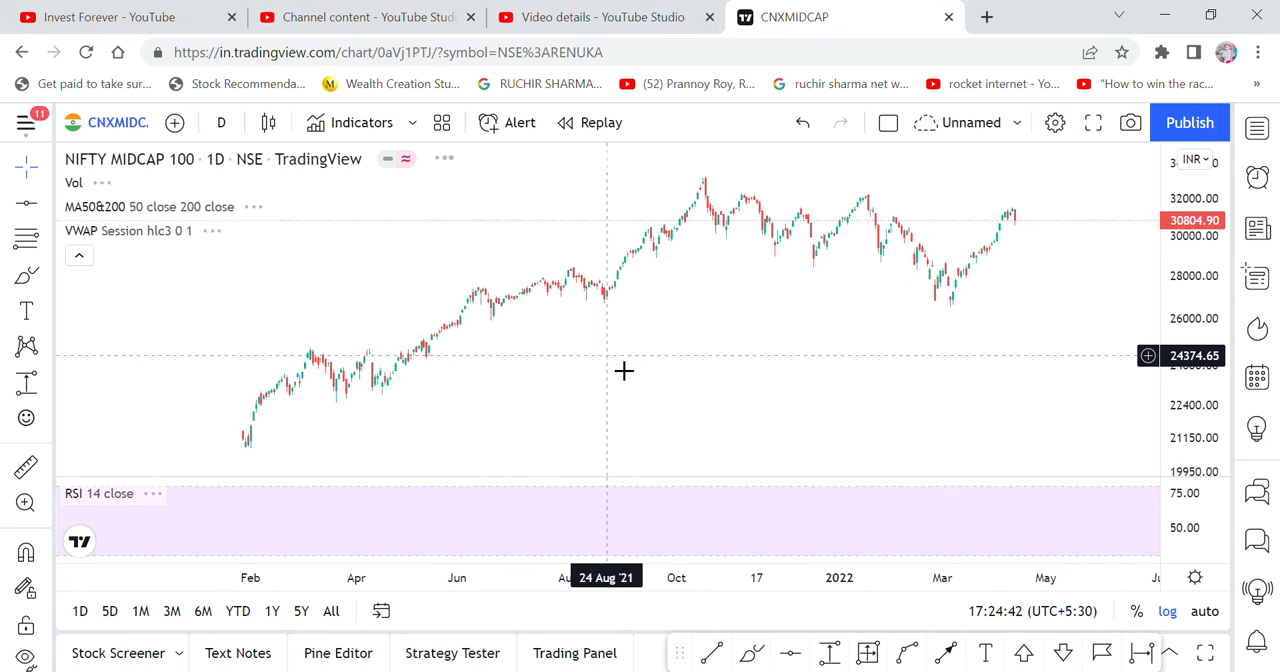 Invest Forever - YouTube
Channel content - YouTube Studi
Video details - YouTube Studio
CNXMIDCAP
https://in.tradingview.com/chart/0aVj1PTJ/?symbol=NSE%3ARENUKA
Get paid to take sur...
Stock Recommenda...
Wealth Creation Stu...
RUCHIR SHARMA...
(52) Prannoy Roy, R...
ruchir sharma net w...
rocket internet - Yo...
"How to win the rac...
»
11
CNXMIDC
D
Indicators
Alert
Replay
Unnamed
Publish
NIFTY MIDCAP 100 · 1D · NSE · TradingView
INR
Vol
MA50&200 50 close 200 close
VWAP Session hlc3 0 1
32000.00
30804.90
30000.00
28000.00
26000.00
24374.65
22400.00
21150.00
19950.00
RSI 14 close
75.00
50.00
Feb
Apr
Jun
24 Aug '21
Oct
17
2022
Mar
May
1D
5D
1M
3M
6M
YTD
1Y
5Y
All
17:24:42 (UTC+5:30)
%
log
auto
Stock Screener
Text Notes
Pine Editor
Strategy Tester
Trading Panel